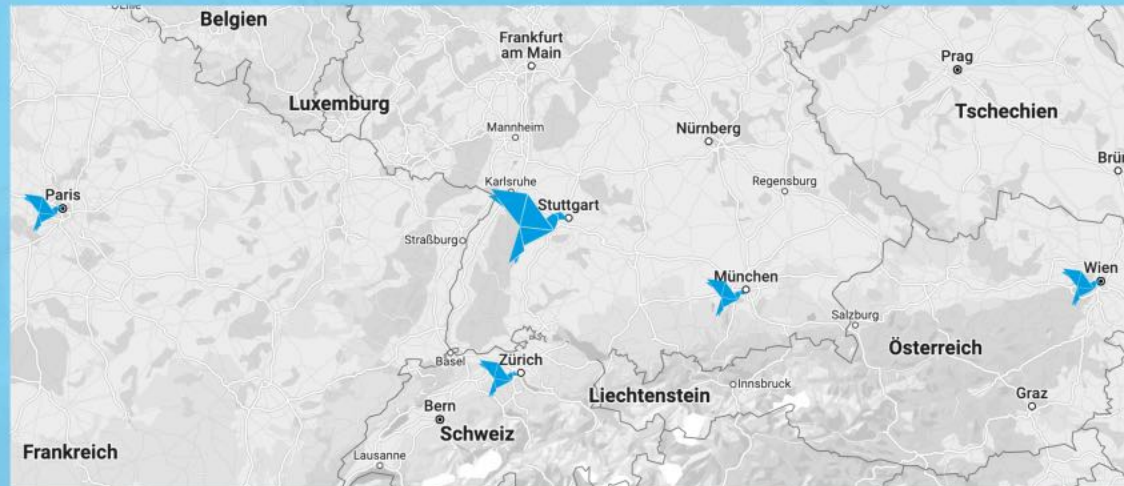 Belgien
Frankfurt
am Main
Prag
Luxemburg
Tschechien
Mannheim
Nürnberg
Karlsruhe
Regensburg
Paris
Stuttgart
Straßburg
München
Wien
Salzburg
Österreich
Basel
Zürich
Liechtenstein
Innsbruck
Graz
Bern
Schweiz
Frankreich
Lausanne